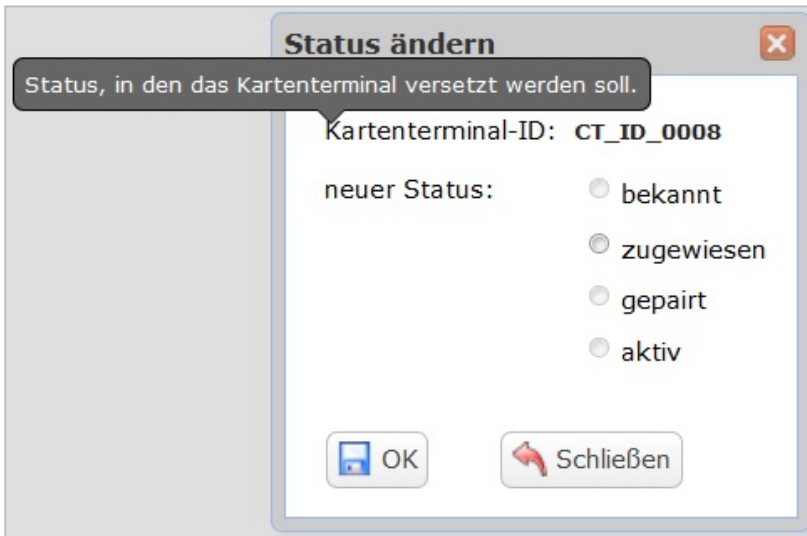 Status ändern
Status, in den das Kartenterminal versetzt werden soll.
Kartenterminal-ID: CT_ID_0008
neuer Status:
bekannt
zugewiesen
gepairt
aktiv
OK
Schließen